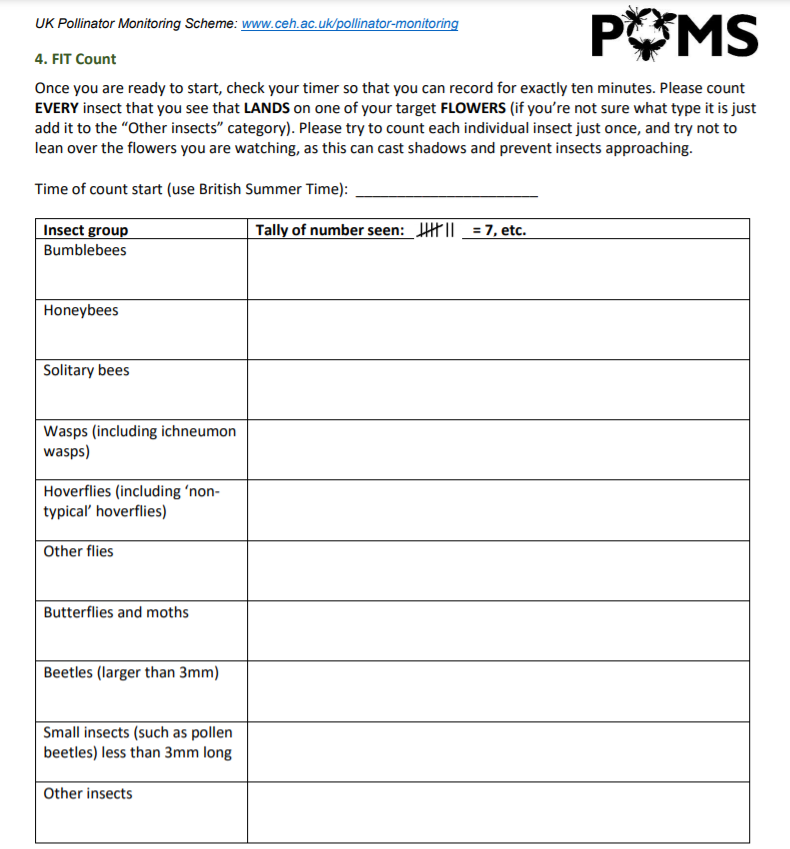 UK Pollinator Monitoring Scheme: www.ceh.ac.uk/pollinator-monitoring
POMS
4. FIT Count
Once you are ready to start, check your timer so that you can record for exactly ten minutes. Please count
EVERY insect that you see that LANDS on one of your target FLOWERS (if you’re not sure what type it is just
add it to the “Other insects” category). Please try to count each individual insect just once, and try not to
lean over the flowers you are watching, as this can cast shadows and prevent insects approaching.
Time of count start (use British Summer Time): ______________________
Insect group
Tally of number seen: = 7, etc.
Bumblebees
Honeybees
Solitary bees
Wasps (including ichneumon
wasps)
Hoverflies (including ‘non-
typical’ hoverflies)
Other flies
Butterflies and moths
Beetles (larger than 3mm)
Small insects (such as pollen
beetles) less than 3mm long
Other insects